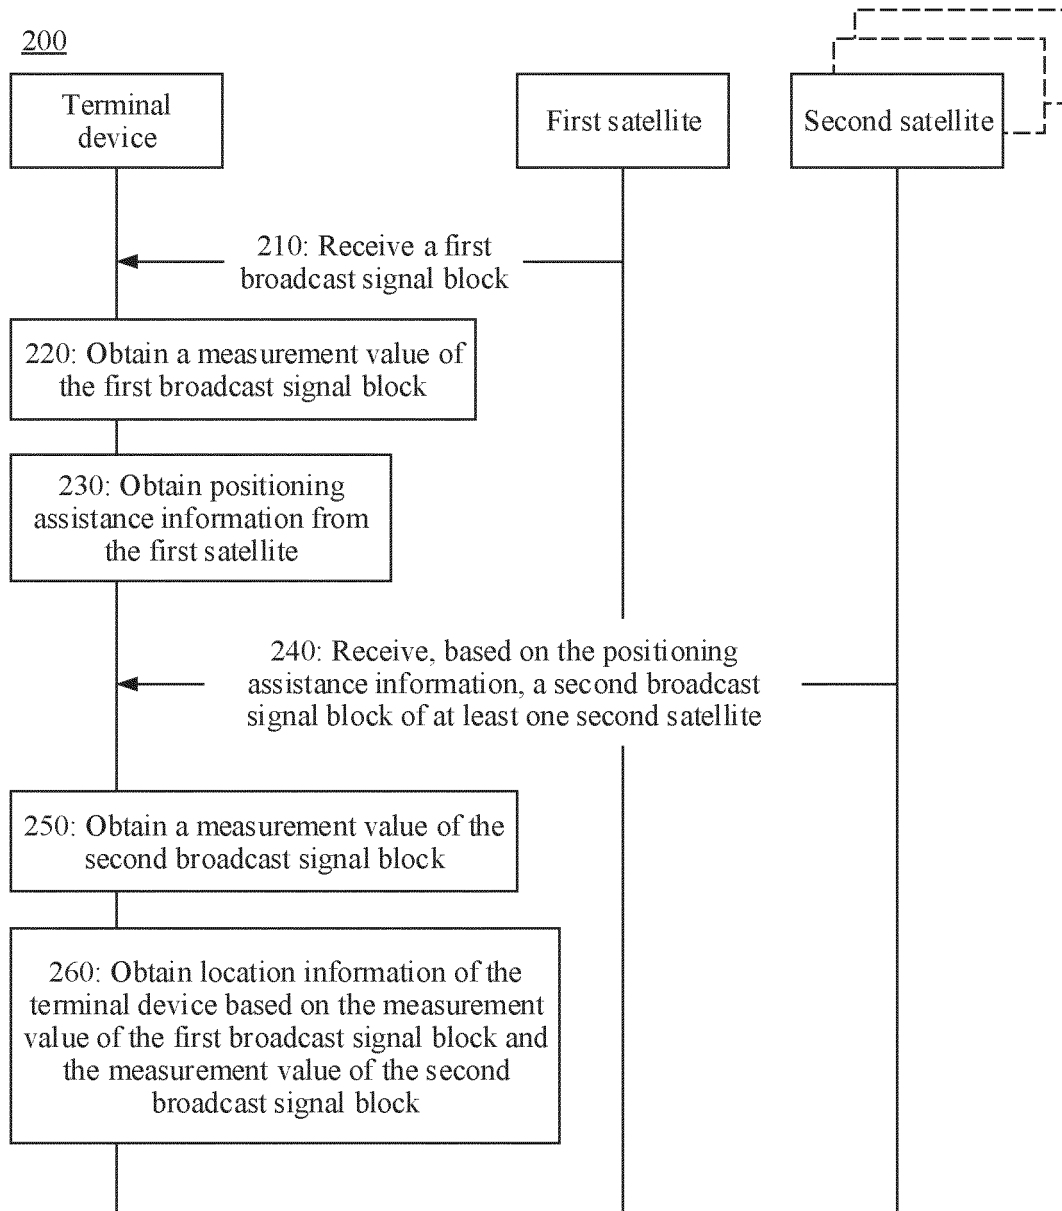 200
Terminal
device
First satellite
Second satellite
210: Receive a first
broadcast signal block
220: Obtain a measurement value of
the first broadcast signal block
230: Obtain positioning
assistance information from
the first satellite
240: Receive, based on the positioning
assistance information, a second broadcast
signal block of at least one second satellite
250: Obtain a measurement value of the
second broadcast signal block
260: Obtain location information of the
terminal device based on the measurement
value of the first broadcast signal block and
the measurement value of the second
broadcast signal block